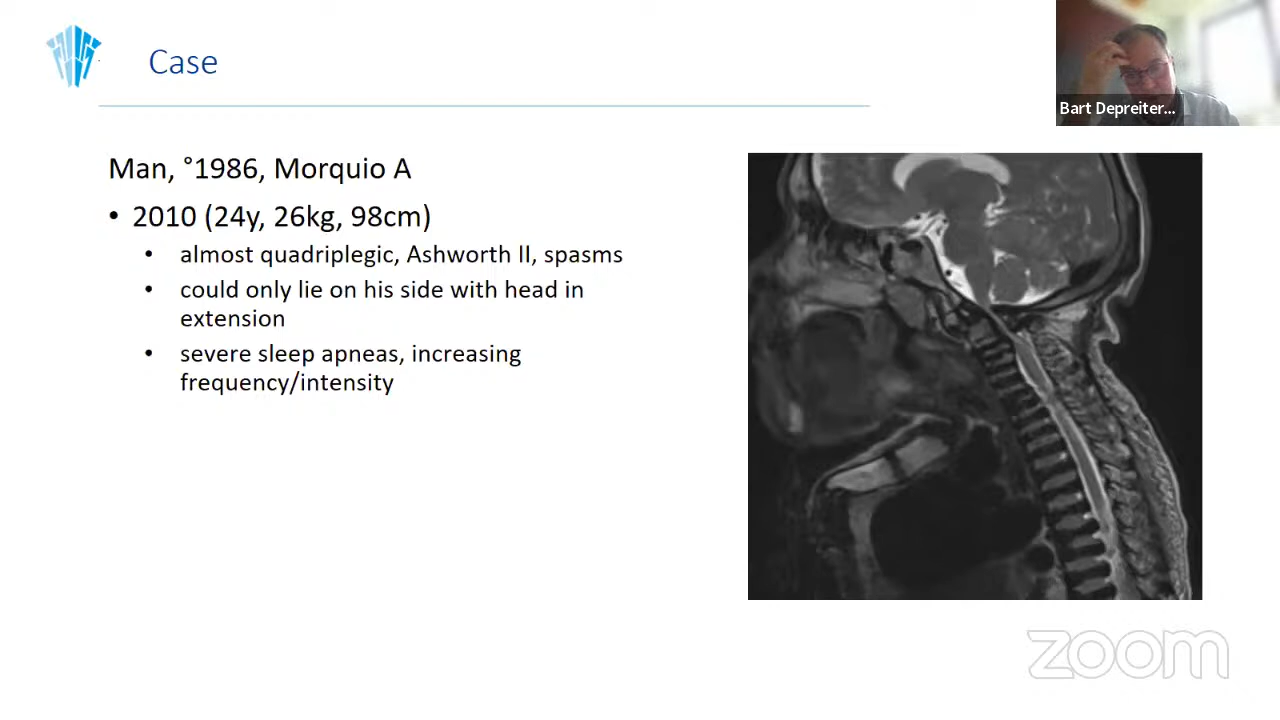 Case
Bart Depreiter...
Man, °1986, Morquio A
• 2010 (24y, 26kg, 98cm)
• almost quadriplegic, Ashworth II, spasms
• could only lie on his side with head in
extension
• severe sleep apneas, increasing
frequency/intensity
zoom